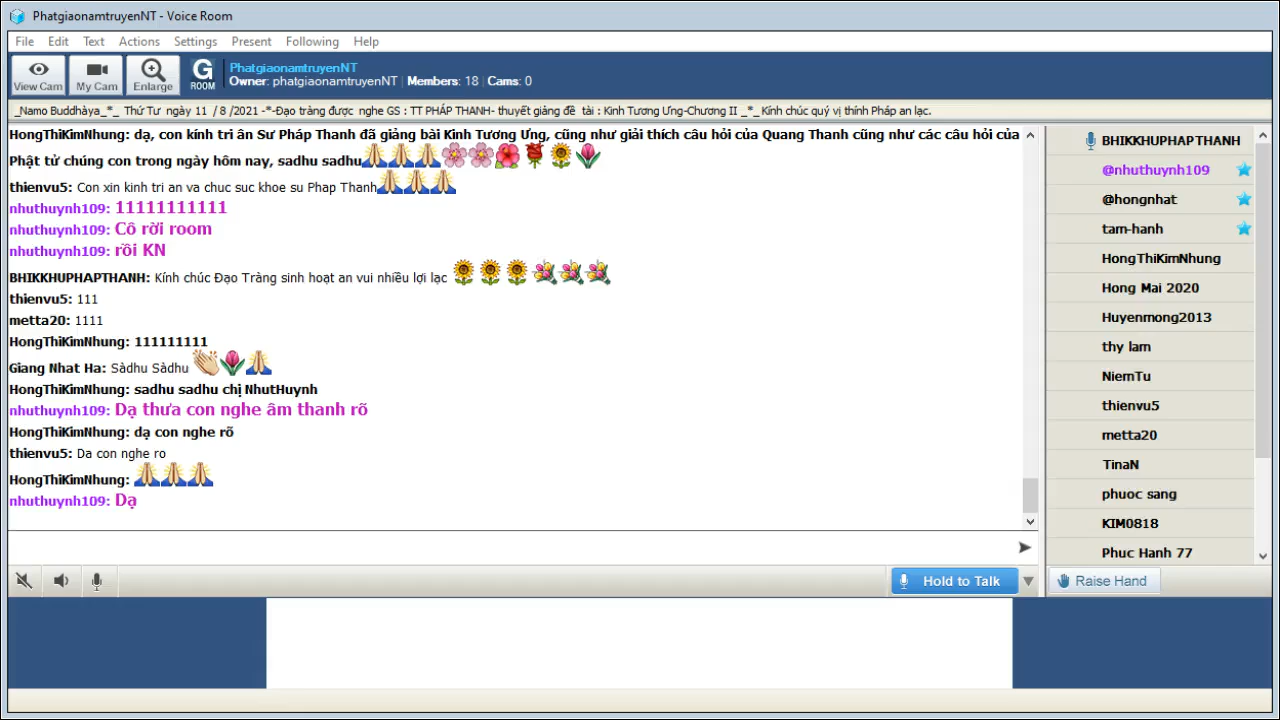 PhatgiaonamtruyenNT - Voice Room
File Edit Text Actions Settings Present Following Help
View Cam My Cam Enlarge G ROOM
PhatgiaonamtruyenNT
Owner: phatgiaonamtruyenNT | Members: 18 | Cams: 0
_Namo Buddhàya_*_ Thứ Tư ngày 11 / 8 /2021 -*-Đạo tràng được nghe GS : TT PHÁP THANH- thuyết giảng đề tài : Kinh Tương Ưng-Chương II _*_ Kính chúc quý vị thính Pháp an lạc.
HongThiKimNhung: dạ, con kính tri ân Sư Pháp Thanh đã giảng bài Kinh Tương Ưng, cũng như giải thích câu hỏi của Quang Thanh cũng như các câu hỏi của
Phật tử chúng con trong ngày hôm nay, sadhu sadhu
thienvu5: Con xin kinh tri an va chuc suc khoe su Phap Thanh
nhuthuynh109: 11111111111
nhuthuynh109: Cô rời room
nhuthuynh109: rồi KN
BHIKKHUPHAPTHANH: Kính chúc Đạo Tràng sinh hoạt an vui nhiều lợi lạc
thienvu5: 111
metta20: 1111
HongThiKimNhung: 111111111
Giang Nhat Ha: Sàdhu Sàdhu
HongThiKimNhung: sadhu sadhu chị NhutHuynh
nhuthuynh109: Dạ thưa con nghe âm thanh rõ
HongThiKimNhung: dạ con nghe rõ
thienvu5: Da con nghe ro
HongThiKimNhung:
nhuthuynh109: Dạ
BHIKKHUPHAPTHANH
@nhuthuynh109
@hongnhat
tam-hanh
HongThiKimNhung
Hong Mai 2020
Huyenmong2013
thy lam
NiemTu
thienvu5
metta20
TinaN
phuoc sang
KIM0818
Phuc Hanh 77
Hold to Talk
Raise Hand